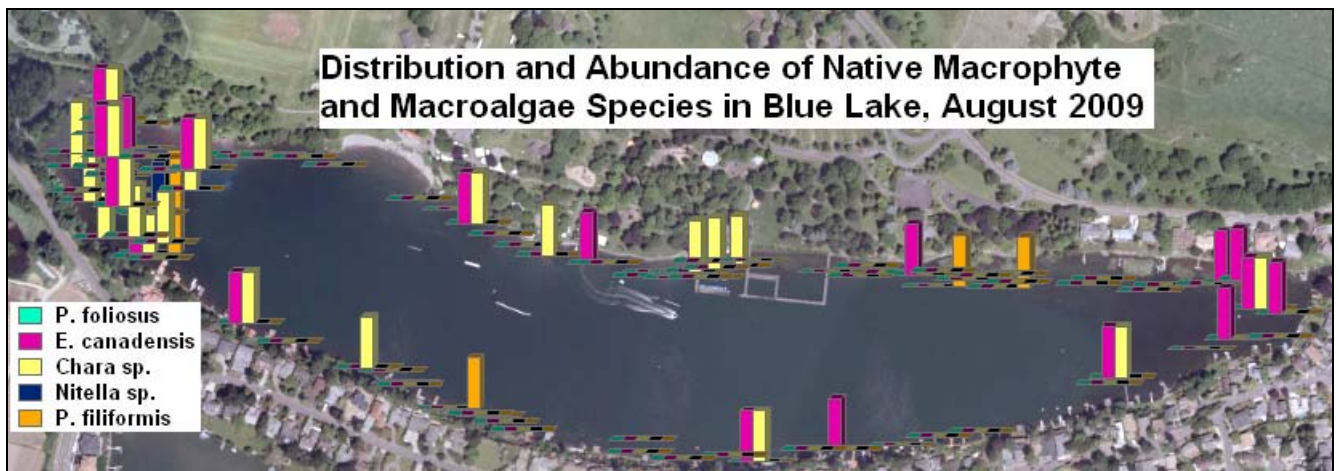 Distribution and Abundance of Native Macrophyte
and Macroalgae Species in Blue Lake, August 2009
P. foliosus
E. canadensis
Chara sp.
Nitella sp.
P. filiformis